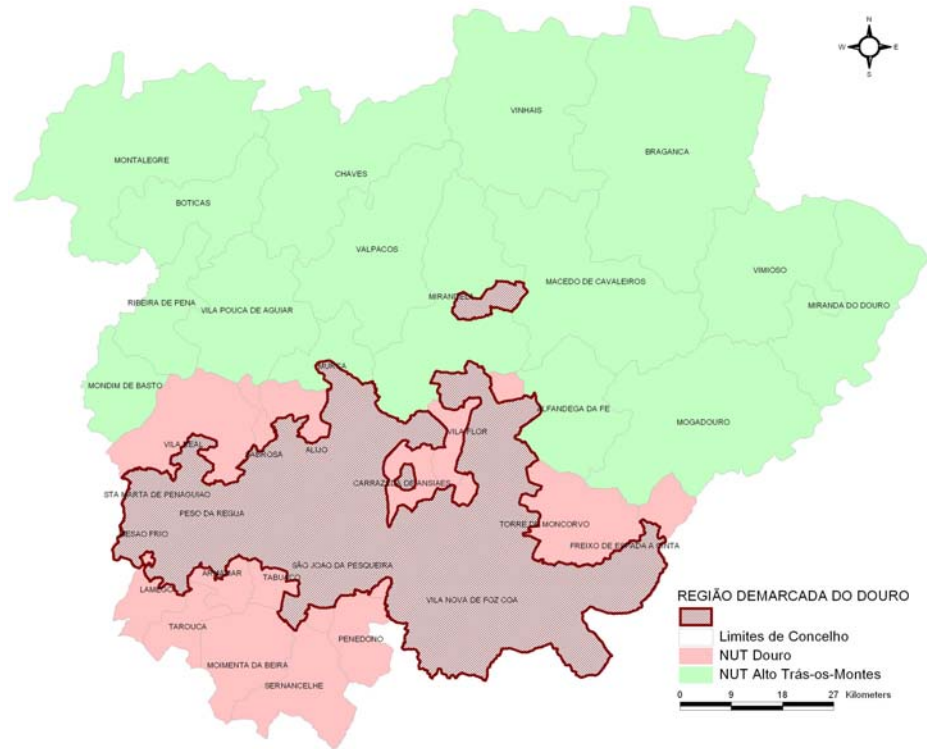 N
W E
S
VINHAIS
BRAGANCA
MONTALEGRE
CHAVES
BOTICAS
VALPACOS
VIMIOSO
MACEDO DE CAVALEIROS
MIRANDELA
RIBEIRA DE PENA
MIRANDA DO DOURO
VILA POUCA DE AGUIAR
MURCA
MONDIM DE BASTO
ALFANDEGA DA FE
MOGADOURO
VILA REAL
VILA FLOR
SABROSA
ALIJO
CARRAZEDA DE ANSIAES
STA MARTA DE PENAGUIAO
PESO DA REGUA
TORRE DE MONCORVO
MESAO FRIO
FREIXO DE ESPADA A CINTA
SÃO JOAO DA PESQUEIRA
ARMAMAR
TABUACO
LAMEGO
VILA NOVA DE FOZ COA
TAROUCA
PENEDONO
MOIMENTA DA BEIRA
SERNANCELHE
REGIÃO DEMARCADA DO DOURO
Limites de Concelho
NUT Douro
NUT Alto Trás-os-Montes
0 9 18 27 Kilometers